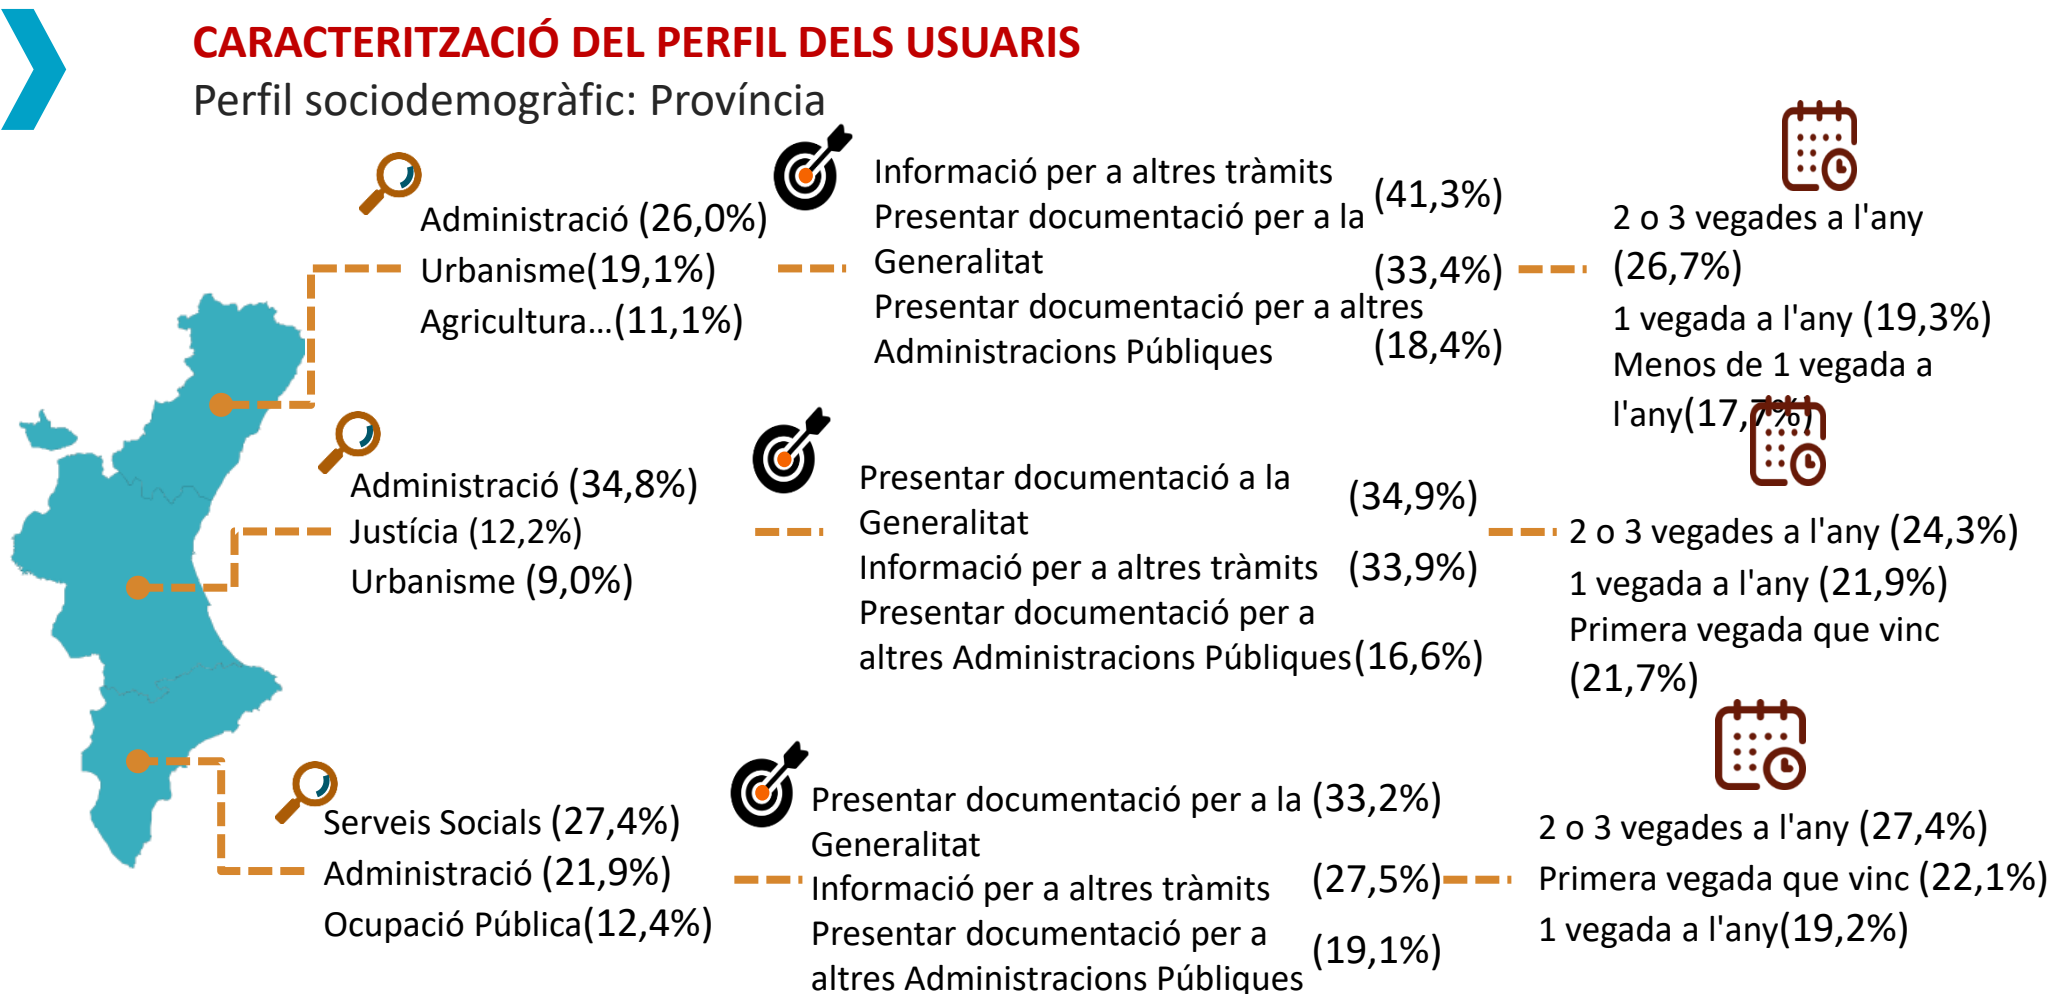 CARACTERITZACIÓ DEL PERFIL DELS USUARIS
Perfil sociodemogràfic: Província
Administració (26,0%)
Urbanisme(19,1%)
Agricultura...(11,1%)
Informació per a altres tràmits
(41,3%)
Presentar documentació per a la
Generalitat
(33,4%)
Presentar documentació per a altres
Administracions Públiques
(18,4%)
2 o 3 vegades a l'any
(26,7%)
1 vegada a l'any (19,3%)
Menos de 1 vegada a
l'any(17,7%)
Administració (34,8%)
Justícia (12,2%)
Urbanisme (9,0%)
Presentar documentació a la
Generalitat
(34,9%)
Informació per a altres tràmits (33,9%)
Presentar documentació per a
altres Administracions Públiques(16,6%)
2 o 3 vegades a l'any (24,3%)
1 vegada a l'any (21,9%)
Primera vegada que vinc
(21,7%)
Serveis Socials (27,4%)
Administració (21,9%)
Ocupació Pública(12,4%)
Presentar documentació per a la (33,2%)
Generalitat
Informació per a altres tràmits (27,5%)
Presentar documentació per a
altres Administracions Públiques
(19,1%)
2 o 3 vegades a l'any (27,4%)
Primera vegada que vinc (22,1%)
1 vegada a l'any(19,2%)